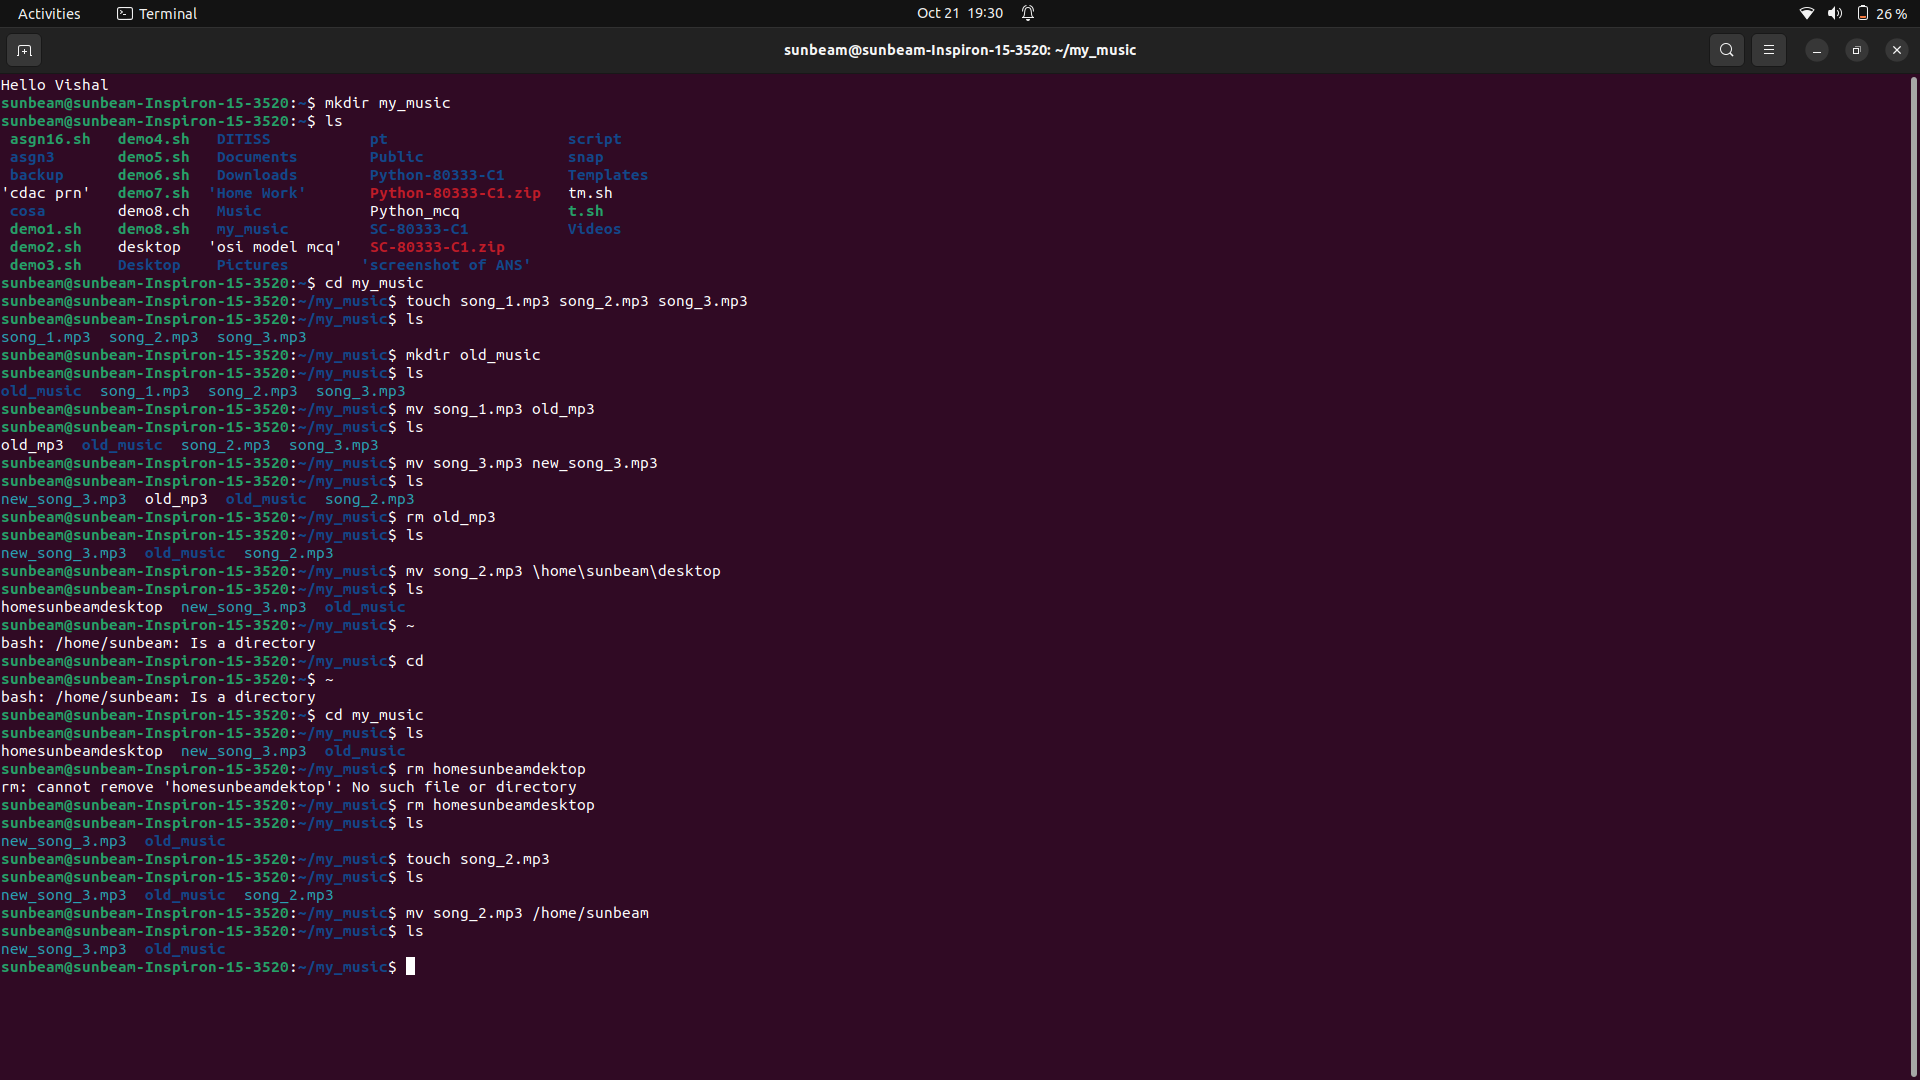 Activities Terminal Oct 21 19:30 26 %
sunbeam@sunbeam-Inspiron-15-3520: ~/my_music
Hello Vishal
sunbeam@sunbeam-Inspiron-15-3520:~$ mkdir my_music
sunbeam@sunbeam-Inspiron-15-3520:~$ ls
asgn16.sh demo4.sh DITISS pt script
asgn3 demo5.sh Documents Public snap
backup demo6.sh Downloads Python-80333-C1 Templates
'cdac prn' demo7.sh 'Home Work' Python-80333-C1.zip tm.sh
cosa demo8.ch Music Python_mcq t.sh
demo1.sh demo8.sh my_music SC-80333-C1 Videos
demo2.sh desktop 'osi model mcq' SC-80333-C1.zip
demo3.sh Desktop Pictures 'screenshot of ANS'
sunbeam@sunbeam-Inspiron-15-3520:~$ cd my_music
sunbeam@sunbeam-Inspiron-15-3520:~/my_music$ touch song_1.mp3 song_2.mp3 song_3.mp3
sunbeam@sunbeam-Inspiron-15-3520:~/my_music$ ls
song_1.mp3 song_2.mp3 song_3.mp3
sunbeam@sunbeam-Inspiron-15-3520:~/my_music$ mkdir old_music
sunbeam@sunbeam-Inspiron-15-3520:~/my_music$ ls
old_music song_1.mp3 song_2.mp3 song_3.mp3
sunbeam@sunbeam-Inspiron-15-3520:~/my_music$ mv song_1.mp3 old_mp3
sunbeam@sunbeam-Inspiron-15-3520:~/my_music$ ls
old_mp3 old_music song_2.mp3 song_3.mp3
sunbeam@sunbeam-Inspiron-15-3520:~/my_music$ mv song_3.mp3 new_song_3.mp3
sunbeam@sunbeam-Inspiron-15-3520:~/my_music$ ls
new_song_3.mp3 old_mp3 old_music song_2.mp3
sunbeam@sunbeam-Inspiron-15-3520:~/my_music$ rm old_mp3
sunbeam@sunbeam-Inspiron-15-3520:~/my_music$ ls
new_song_3.mp3 old_music song_2.mp3
sunbeam@sunbeam-Inspiron-15-3520:~/my_music$ mv song_2.mp3 \home\sunbeam\desktop
sunbeam@sunbeam-Inspiron-15-3520:~/my_music$ ls
homesunbeamdesktop new_song_3.mp3 old_music
sunbeam@sunbeam-Inspiron-15-3520:~/my_music$ ~
bash: /home/sunbeam: Is a directory
sunbeam@sunbeam-Inspiron-15-3520:~/my_music$ cd
sunbeam@sunbeam-Inspiron-15-3520:~$ ~
bash: /home/sunbeam: Is a directory
sunbeam@sunbeam-Inspiron-15-3520:~$ cd my_music
sunbeam@sunbeam-Inspiron-15-3520:~/my_music$ ls
homesunbeamdesktop new_song_3.mp3 old_music
sunbeam@sunbeam-Inspiron-15-3520:~/my_music$ rm homesunbeamdektop
rm: cannot remove 'homesunbeamdektop': No such file or directory
sunbeam@sunbeam-Inspiron-15-3520:~/my_music$ rm homesunbeamdesktop
sunbeam@sunbeam-Inspiron-15-3520:~/my_music$ ls
new_song_3.mp3 old_music
sunbeam@sunbeam-Inspiron-15-3520:~/my_music$ touch song_2.mp3
sunbeam@sunbeam-Inspiron-15-3520:~/my_music$ ls
new_song_3.mp3 old_music song_2.mp3
sunbeam@sunbeam-Inspiron-15-3520:~/my_music$ mv song_2.mp3 /home/sunbeam
sunbeam@sunbeam-Inspiron-15-3520:~/my_music$ ls
new_song_3.mp3 old_music
sunbeam@sunbeam-Inspiron-15-3520:~/my_music$